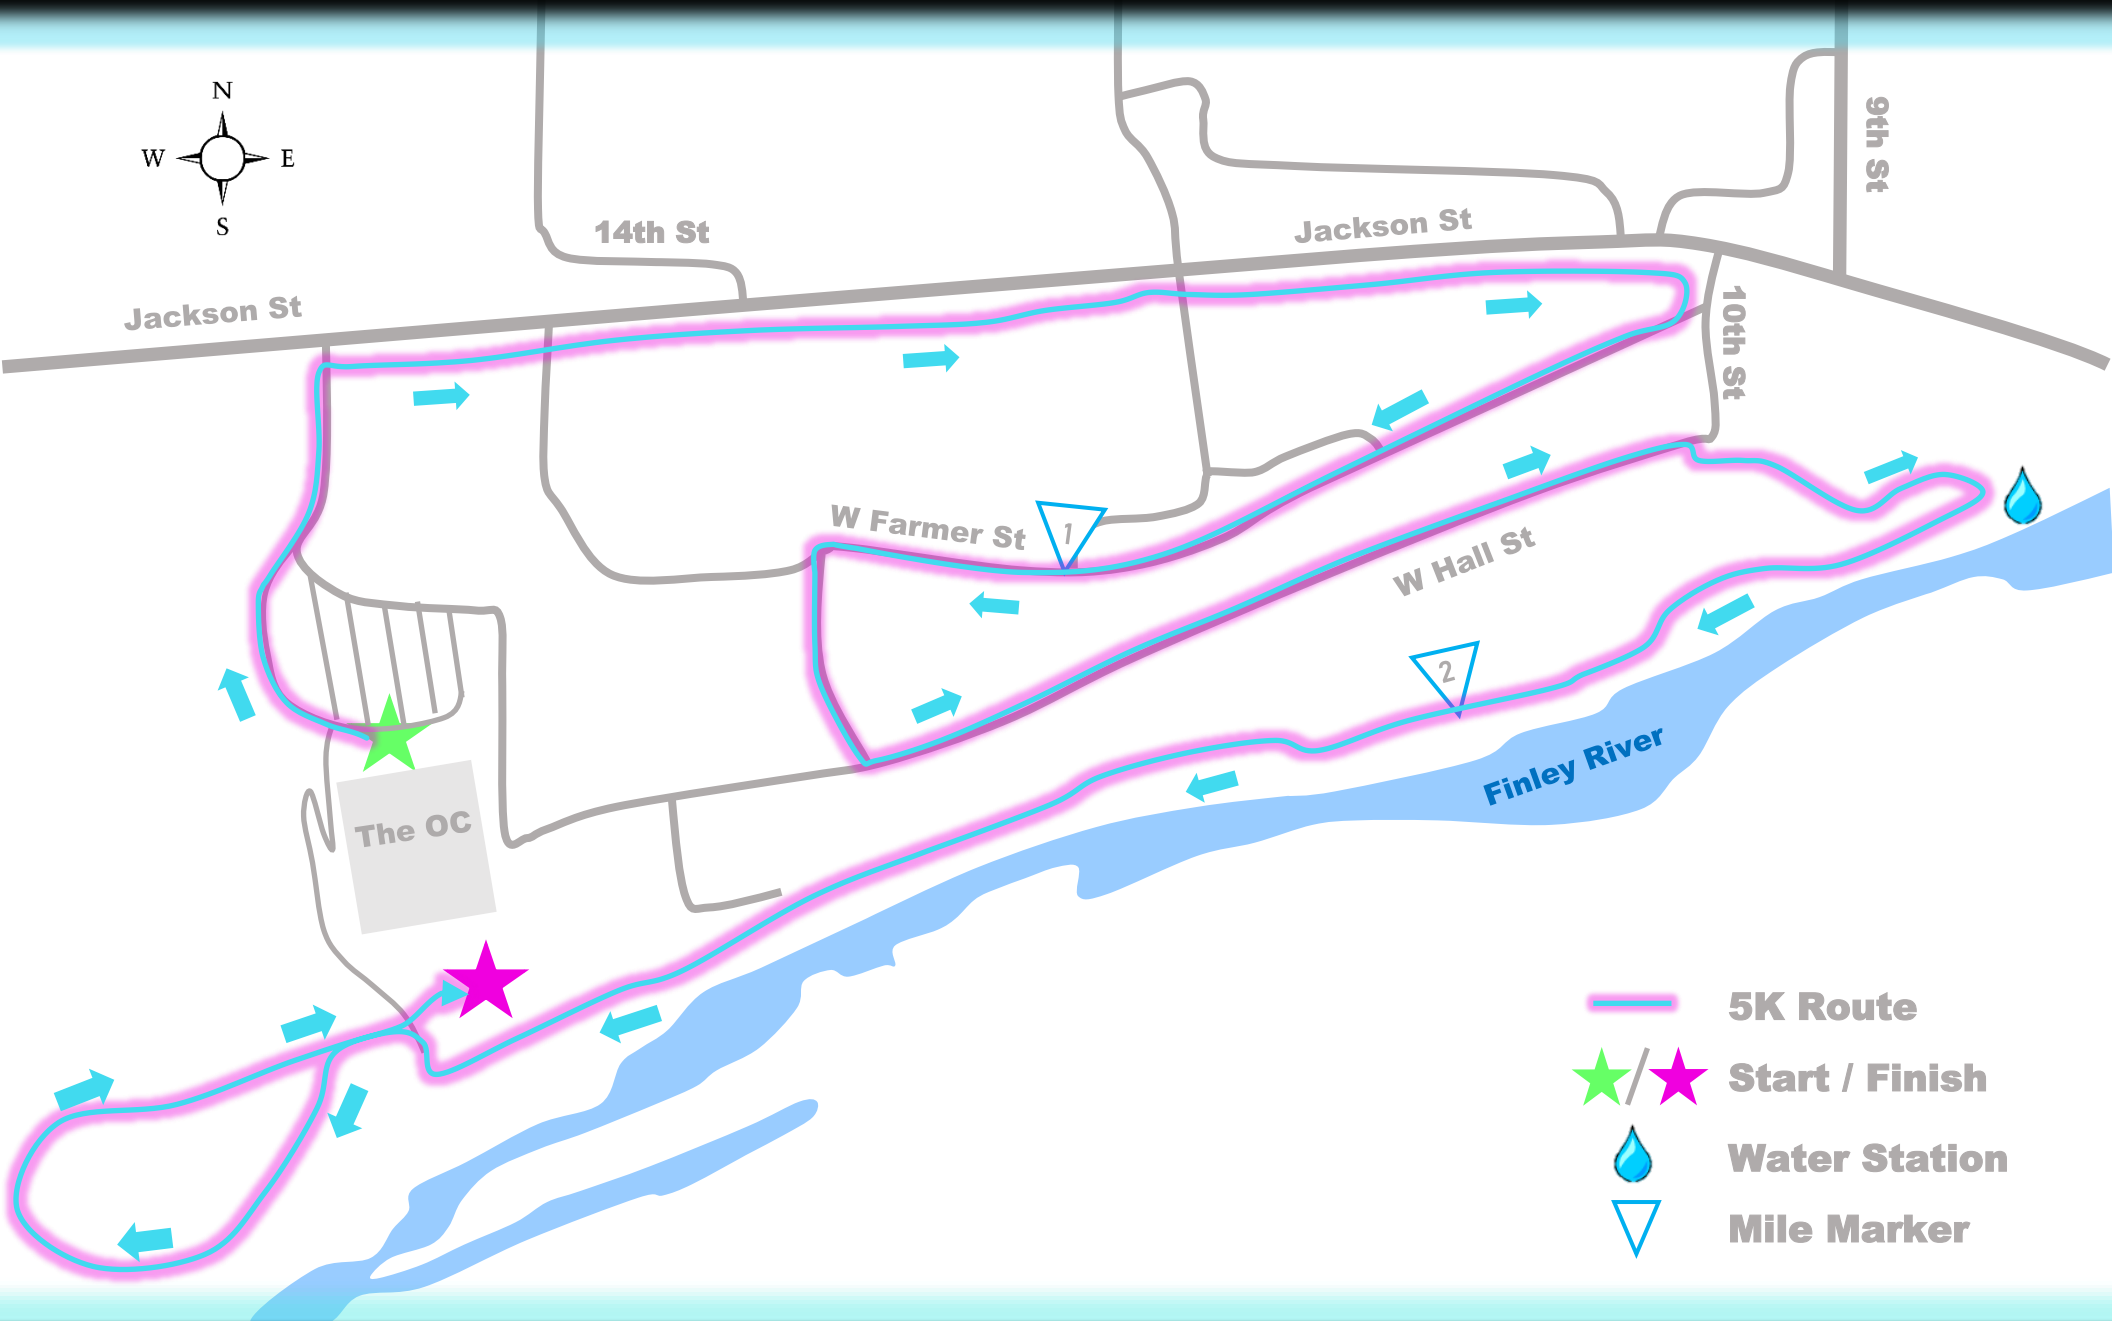 N
W
E
S
9th St
14th St
Jackson St
Jackson St
10th St
W Farmer St
1
W Hall St
2
Finley River
The OC
5K Route
Start / Finish
Water Station
Mile Marker